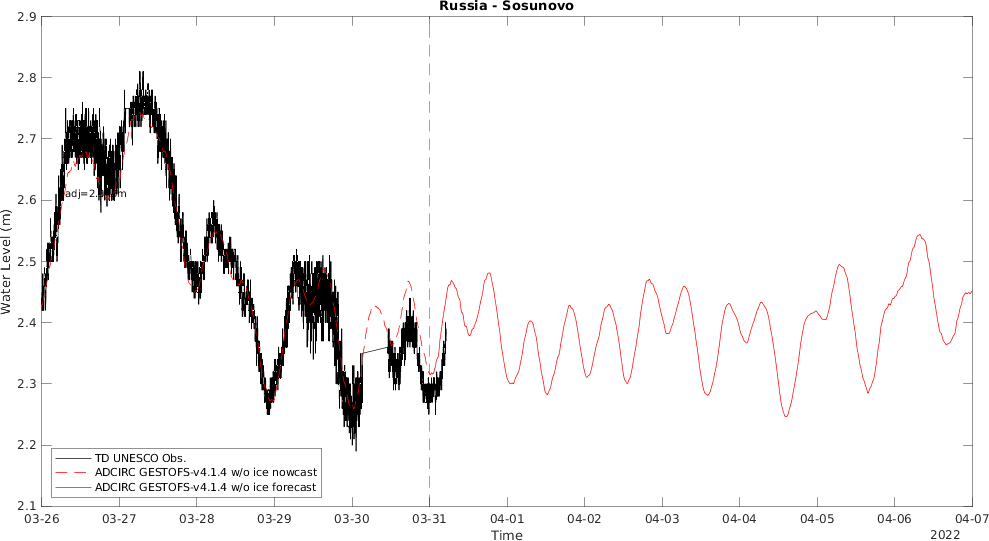 Russia - Sosunovo
2.9
2.8
2.7
2.6
2.5
2.4
2.3
2.2
2.1
Water Level (m)
TD UNESCO Obs.
ADCIRC GESTOFS-v4.1.4 w/o ice nowcast
ADCIRC GESTOFS-v4.1.4 w/o ice forecast
03-26 03-27 03-28 03-29 03-30 03-31 04-01 04-02 04-03 04-04 04-05 04-06 04-07
Time
2022